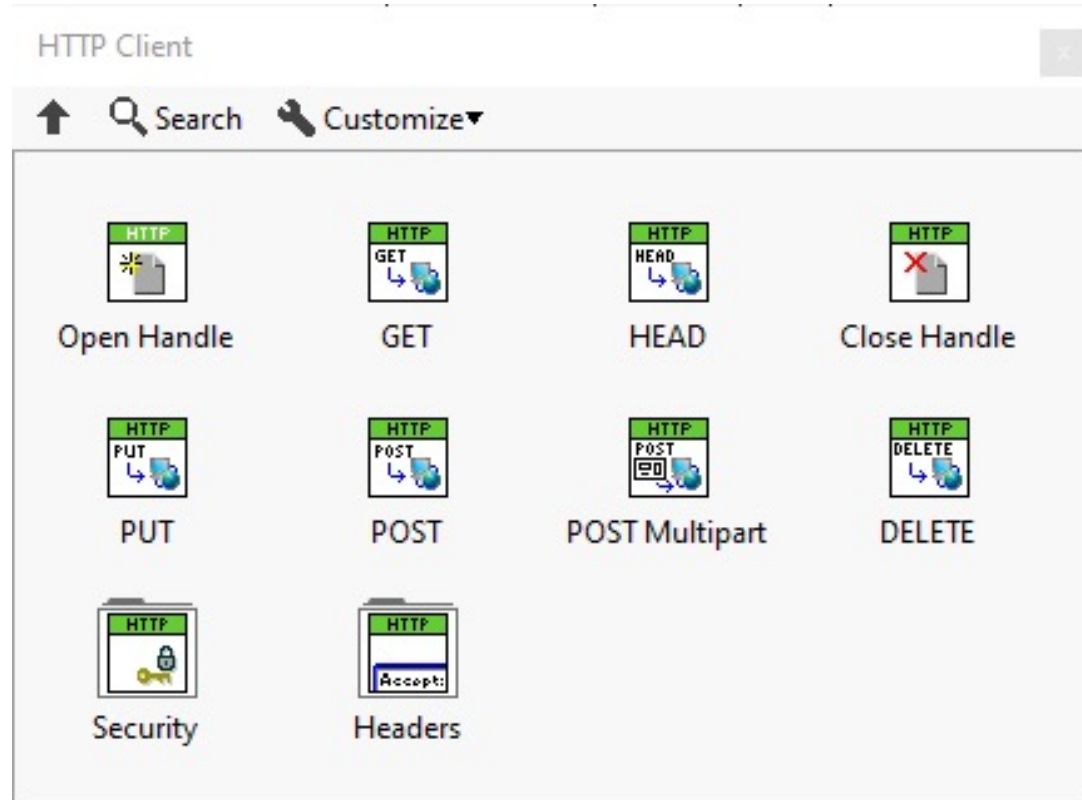 HTTP Client
x
Search Customize
HTTP HTTP HTTP HTTP
GET HEAD
Open Handle GET HEAD Close Handle
HTTP HTTP HTTP HTTP
PUT POST POST DELETE
PUT POST POST Multipart DELETE
HTTP HTTP
Accept:
Security Headers